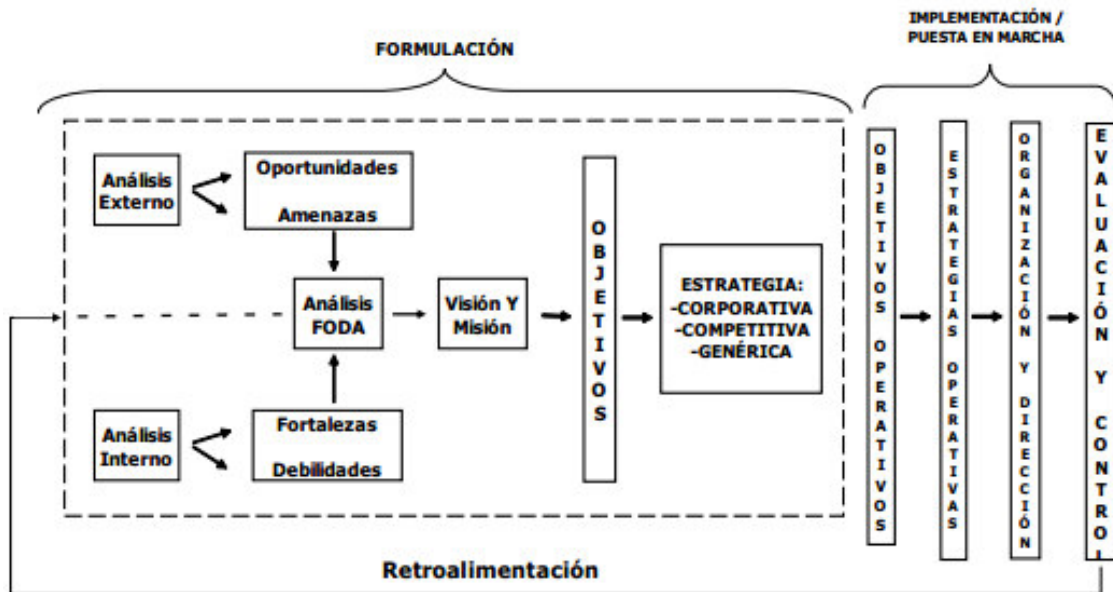 IMPLEMENTACIÓN /
PUESTA EN MARCHA
FORMULACIÓN
Análisis
Externo
Oportunidades
Amenazas
Análisis
FODA
Visión Y
Misión
OBJETIVOS
ESTRATEGIA:
-CORPORATIVA
-COMPETITIVA
-GENÉRICA
Análisis
Interno
Fortalezas
Debilidades
OBJETIVOS OPERATIVOS
ESTRATEGIAS OPERATIVAS
ORGANIZACIÓN Y DIRECCIÓN
EVALUACIÓN Y CONTROL
Retroalimentación